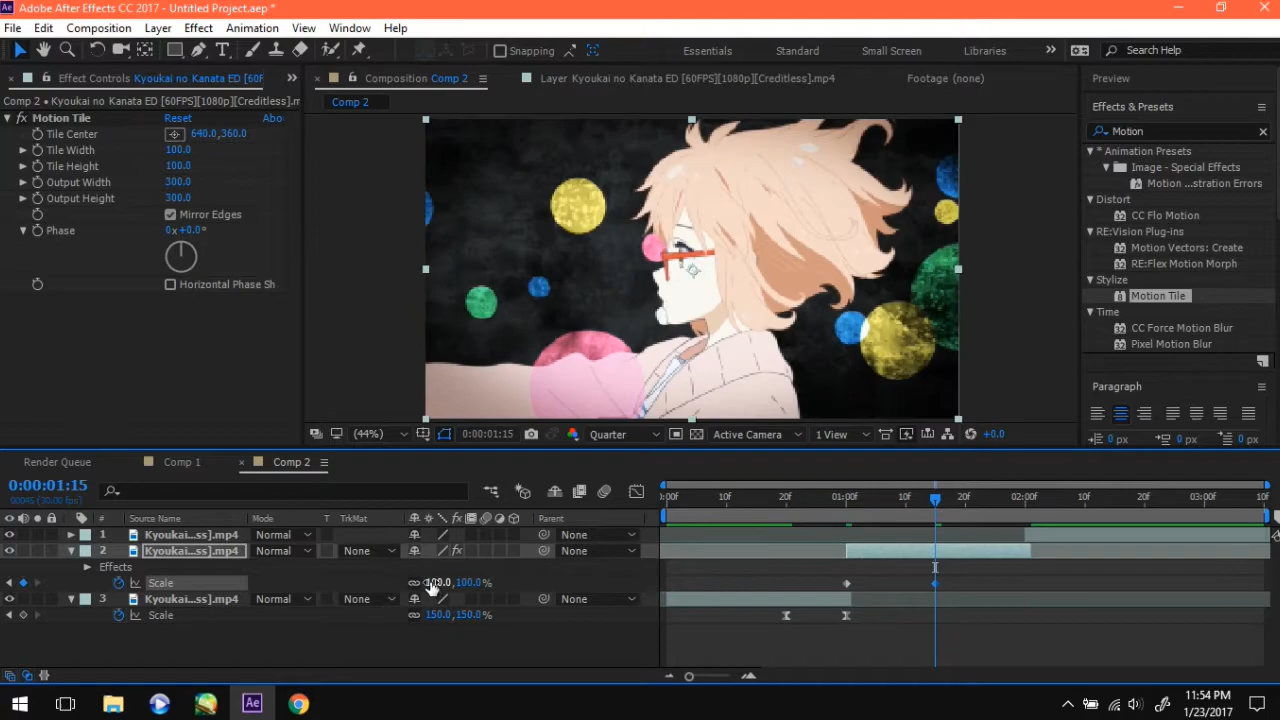 Adobe After Effects CC 2017 - Untitled Project.aep *
File Edit Composition Layer Effect Animation View Window Help
Snapping Essentials Standard Small Screen Libraries Search Help
Effect Controls Kyoukai no Kanata ED [60F
Composition Comp 2
Layer Kyoukai no Kanata ED [60FPS][1080p][Creditless].mp4
Footage (none)
Preview
Comp 2 • Kyoukai no Kanata ED [60FPS][1080p][Creditless].m
Comp 2
Effects & Presets
fx Motion Tile Reset Abo
Tile Center 640.0,360.0
Tile Width 100.0
Tile Height 100.0
Output Width 300.0
Output Height 300.0
Mirror Edges
Phase 0x+0.0°
Horizontal Phase Sh
Motion
* Animation Presets
Image - Special Effects
Motion ...stration Errors
Distort
CC Flo Motion
RE:Vision Plug-ins
Motion Vectors: Create
RE:Flex Motion Morph
Stylize
Motion Tile
Time
CC Force Motion Blur
Pixel Motion Blur
Paragraph
0 px 0 px
0 px 0 px
(44%) 0:00:01:15 Quarter Active Camera 1 View +0.0
Render Queue Comp 1 Comp 2
0:00:01:15
00045 (30.00 fps)
0:00f 10f 20f 01:00f 10f 20f 02:00f 10f 20f 03:00f 10f
# Source Name Mode T TrkMat Parent
1 Kyoukai...ss].mp4 Normal None
2 Kyoukai...ss].mp4 Normal None fx None
Effects
Scale 100.0,100.0%
3 Kyoukai...ss].mp4 Normal None None
Scale 150.0,150.0%
Ae
11:54 PM
1/23/2017